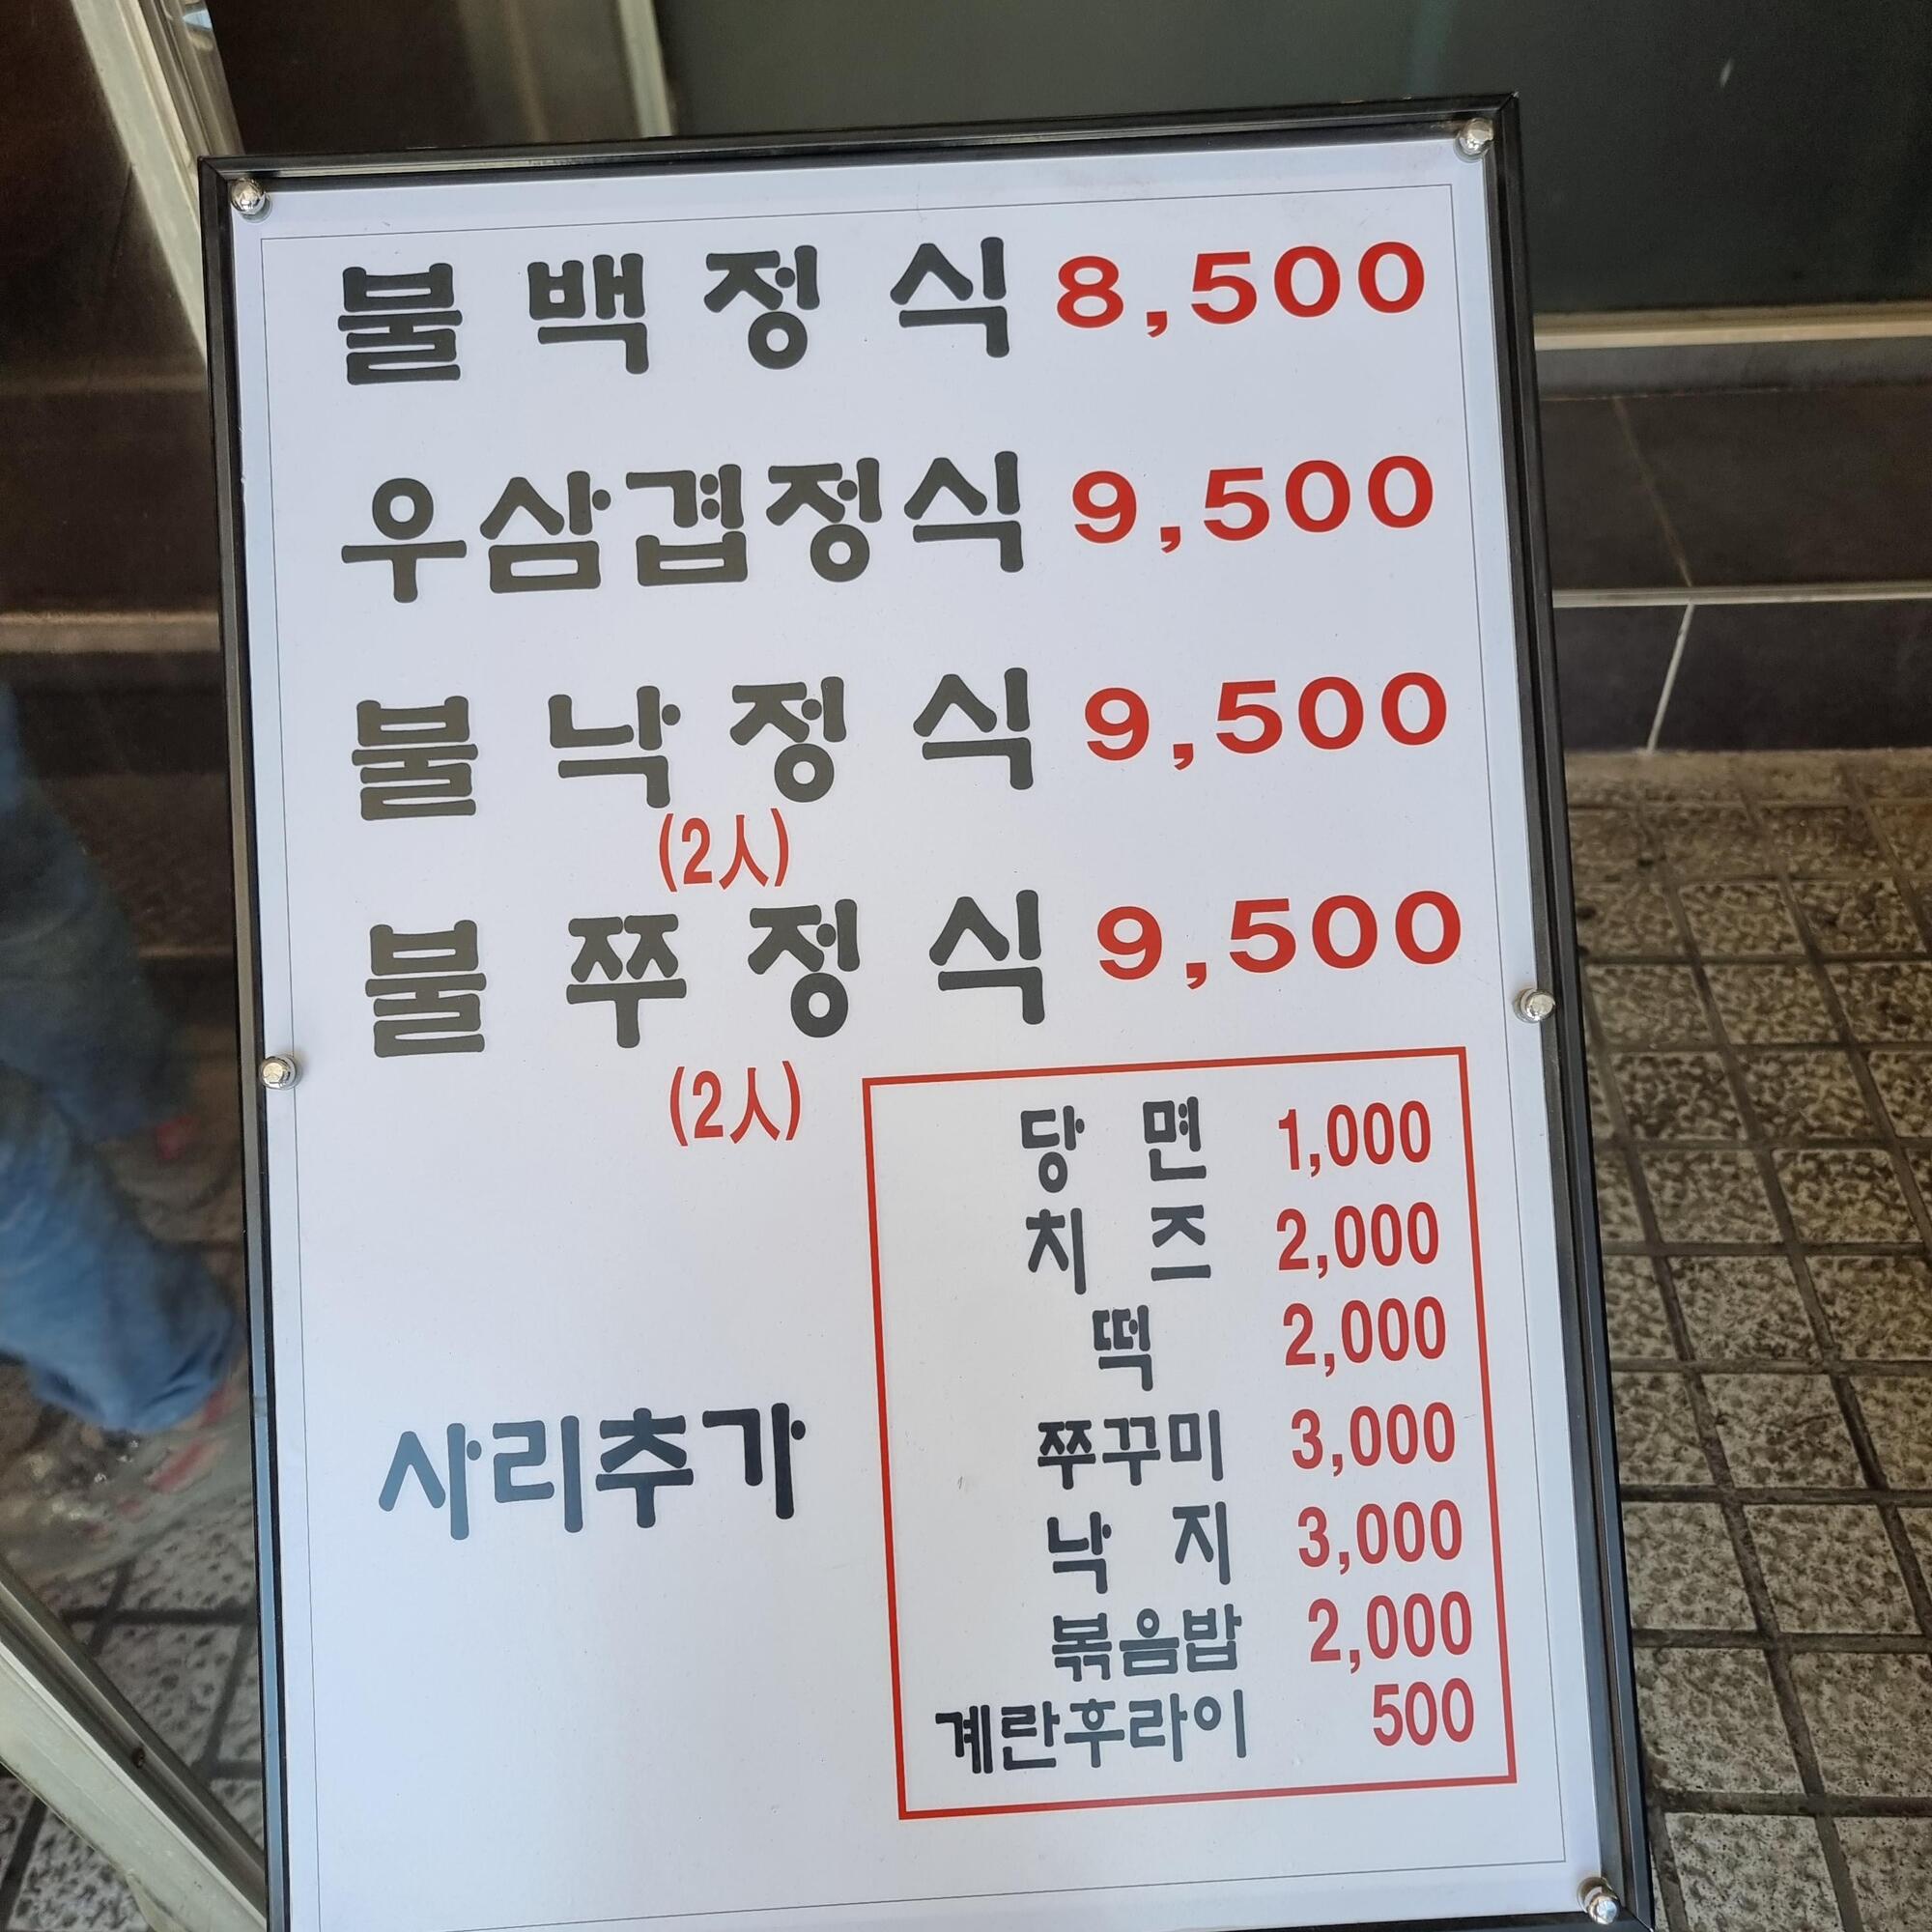 불백정식 8,500
우삼겹정식 9,500
불낙정식 9,500
(2人)
불쭈정식 9,500
(2人)
사리추가
당면 1,000
치즈 2,000
떡 2,000
쭈꾸미 3,000
낙지 3,000
볶음밥 2,000
계란후라이 500